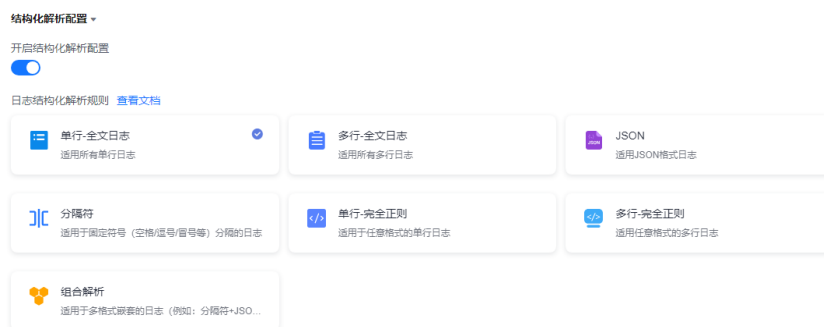 结构化解析配置
开启结构化解析配置
日志结构化解析规则 查看文档
单行-全文日志
适用所有单行日志
多行-全文日志
适用所有多行日志
JSON
JSON
适用JSON格式日志
分隔符
适用于固定符号（空格/逗号/冒号等）分隔的日志
单行-完全正则
适用于任意格式的单行日志
多行-完全正则
适用任意格式的多行日志
组合解析
适用于多格式嵌套的日志（例如：分隔符+JSO...